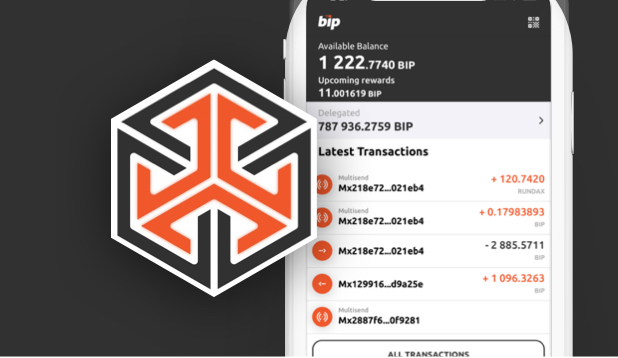 bip
Available Balance
1 222.7740 BIP
Upcoming rewards
11.001619 BIP
Delegated
787 936.2759 BIP
Latest Transactions
Multisend
Mx218e72...021eb4
+ 120.7420
RUNDAX
Multisend
Mx218e72...021eb4
+ 0.17983893
BIP
Mx218e72...021eb4
- 2 885.5711
BIP
Mx129916...d9a25e
+ 1 096.3263
BIP
Multisend
Mx2887f6...0f9281
ALL TRANSACTIONS